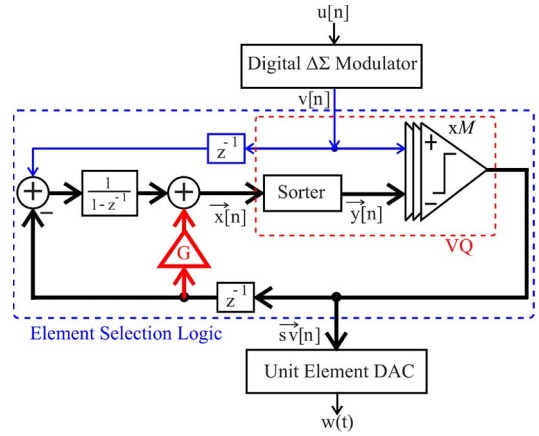 u[n]
Digital ΔΣ Modulator
v[n]
xM
z⁻¹
+
+
1
1-z⁻¹
+
Sorter
−
−
x[n]
y[n]
G
VQ
z⁻¹
Element Selection Logic
sv[n]
Unit Element DAC
w(t)